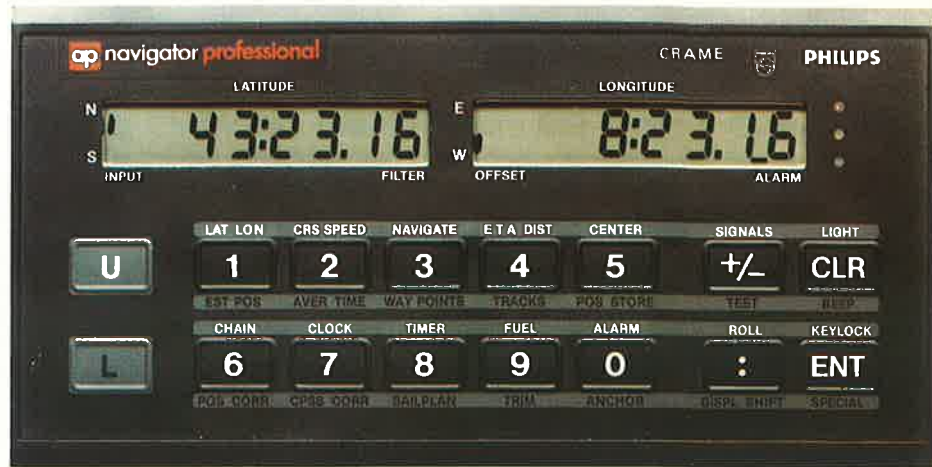 ap navigator professional CRAME PHILIPS
LATITUDE LONGITUDE
N E
43:23.16 8:23.16
S W
INPUT FILTER OFFSET ALARM
LAT LON CRS SPEED NAVIGATE E T A DIST CENTER SIGNALS LIGHT
U 1 2 3 4 5 +/- CLR
EST POS AVER TIME WAY POINTS TRACKS POS STORE TEST BEEP
CHAIN CLOCK TIMER FUEL ALARM ROLL KEYLOCK
L 6 7 8 9 0 : ENT
POS CORR CPSS CORR SAILPLAN TRIM ANCHOR DISPL SHIFT SPECIAL